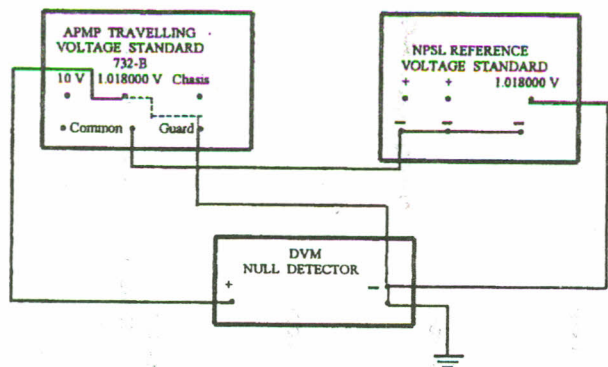 APMP TRAVELLING
VOLTAGE STANDARD
732-B
10 V 1.018000 V Chasis
Common Guard
NPSL REFERENCE
VOLTAGE STANDARD
+ + 1.018000 V
− − −
DVM
NULL DETECTOR
+ −